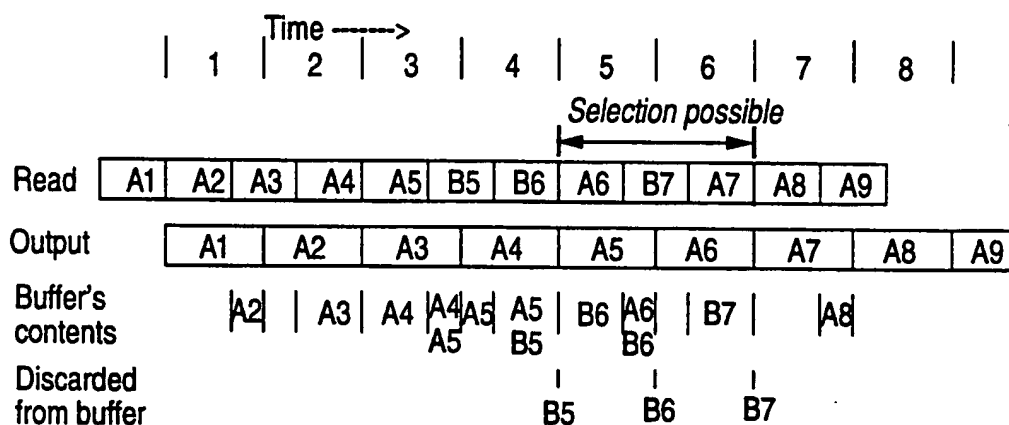 Time ------->
1 2 3 4 5 6 7 8
Selection possible
Read A1 A2 A3 A4 A5 B5 B6 A6 B7 A7 A8 A9
Output A1 A2 A3 A4 A5 A6 A7 A8 A9
Buffer's A2 A3 A4 A4 A5 A5 B6 A6 B7 A8
contents A5 B5 B6
Discarded
from buffer B5 B6 B7